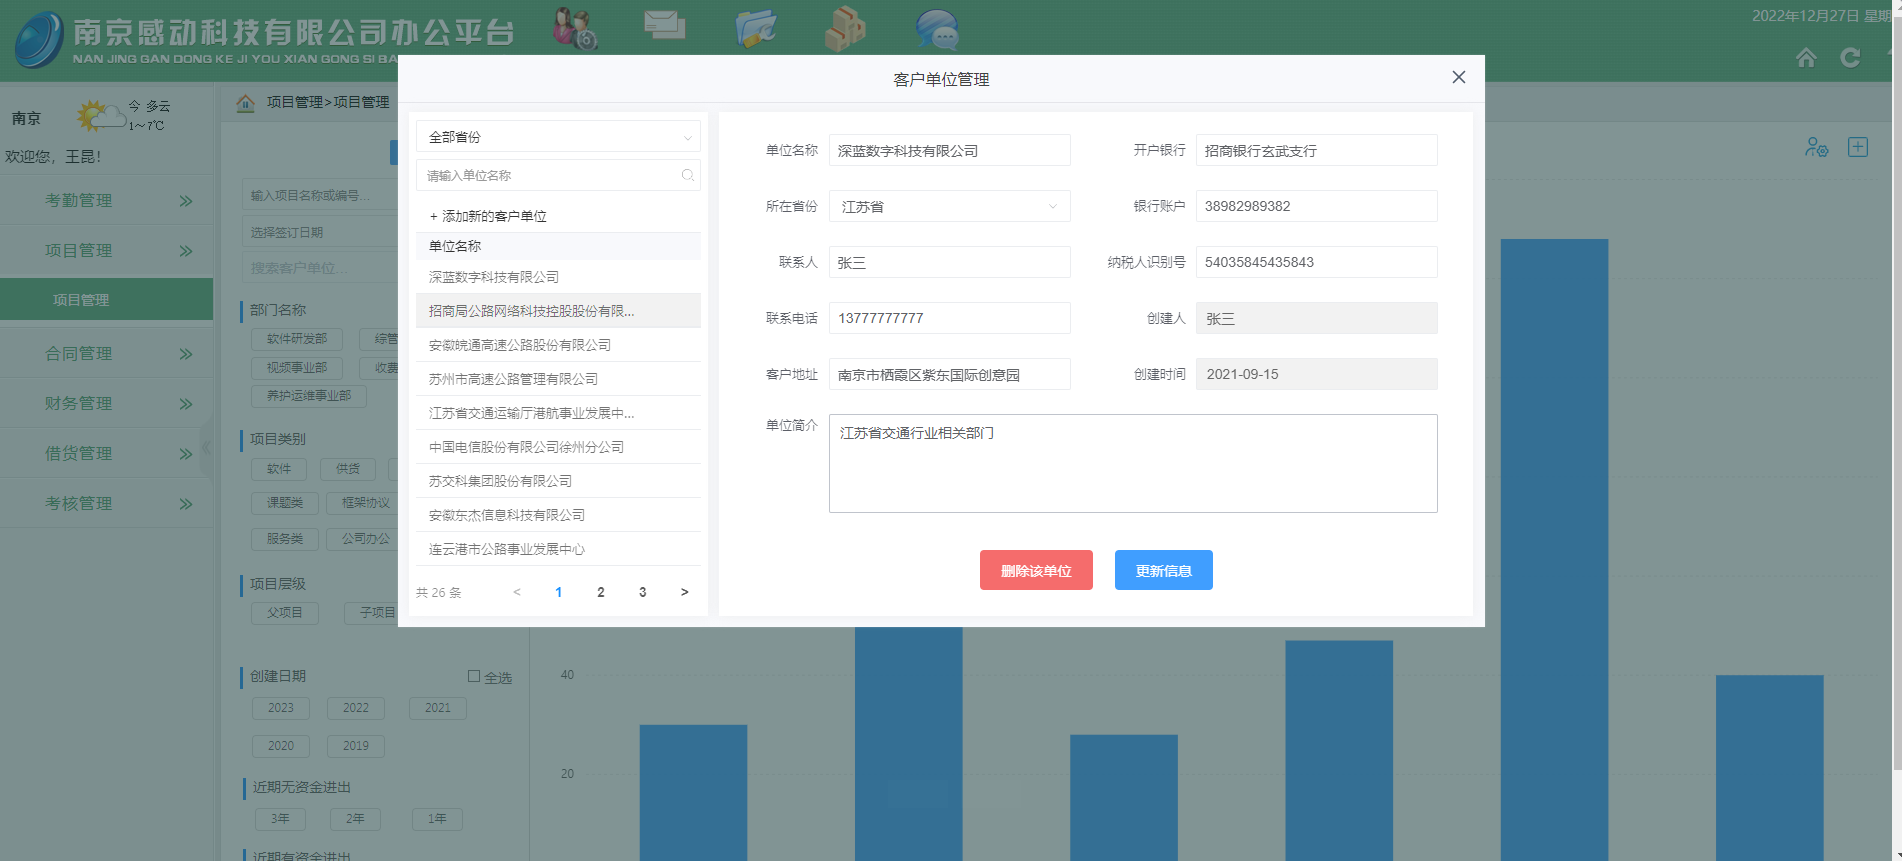 南京感动科技有限公司办公平台
NAN JING GAN DONG KE JI YOU XIAN GONG SI BA
2022年12月27日 星期
南京
今 多云
1～7℃
欢迎您，王昆！
考勤管理
项目管理
项目管理
合同管理
财务管理
借货管理
考核管理
项目管理>项目管理
输入项目名称或编号...
选择签订日期
搜索客户单位...
部门名称
软件研发部
综管
视频事业部
收费
养护运维事业部
项目类别
软件
供货
课题类
框架协议
服务类
公司办公
项目层级
父项目
子项目
创建日期
全选
2023
2022
2021
2020
2019
近期无资金进出
3年
2年
1年
近期有资金进出
客户单位管理
全部省份
请输入单位名称
+ 添加新的客户单位
单位名称
深蓝数字科技有限公司
招商局公路网络科技控股股份有限...
安徽皖通高速公路股份有限公司
苏州市高速公路管理有限公司
江苏省交通运输厅港航事业发展中...
中国电信股份有限公司徐州分公司
苏交科集团股份有限公司
安徽东杰信息科技有限公司
连云港市公路事业发展中心
共 26 条
< 1 2 3 >
单位名称 深蓝数字科技有限公司
开户银行 招商银行玄武支行
所在省份 江苏省
银行账户 38982989382
联系人 张三
纳税人识别号 54035845435843
联系电话 13777777777
创建人 张三
客户地址 南京市栖霞区紫东国际创意园
创建时间 2021-09-15
单位简介 江苏省交通行业相关部门
删除该单位
更新信息
40
20